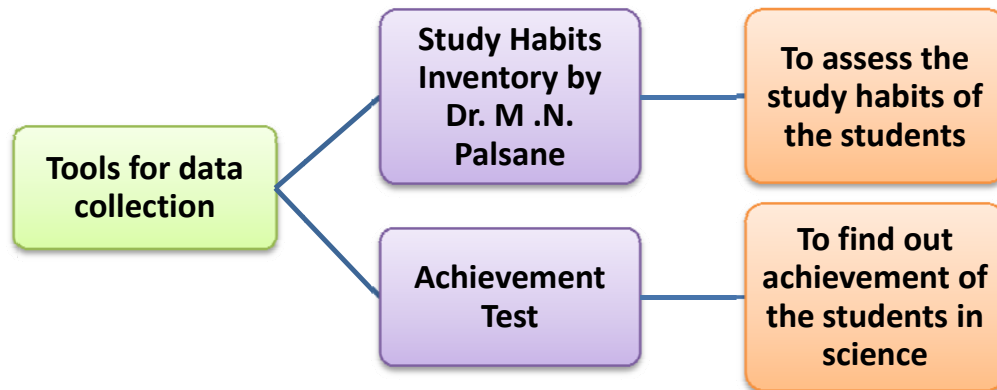 Tools for data
collection
Study Habits
Inventory by
Dr. M .N.
Palsane
To assess the
study habits of
the students
Achievement
Test
To find out
achievement of
the students in
science